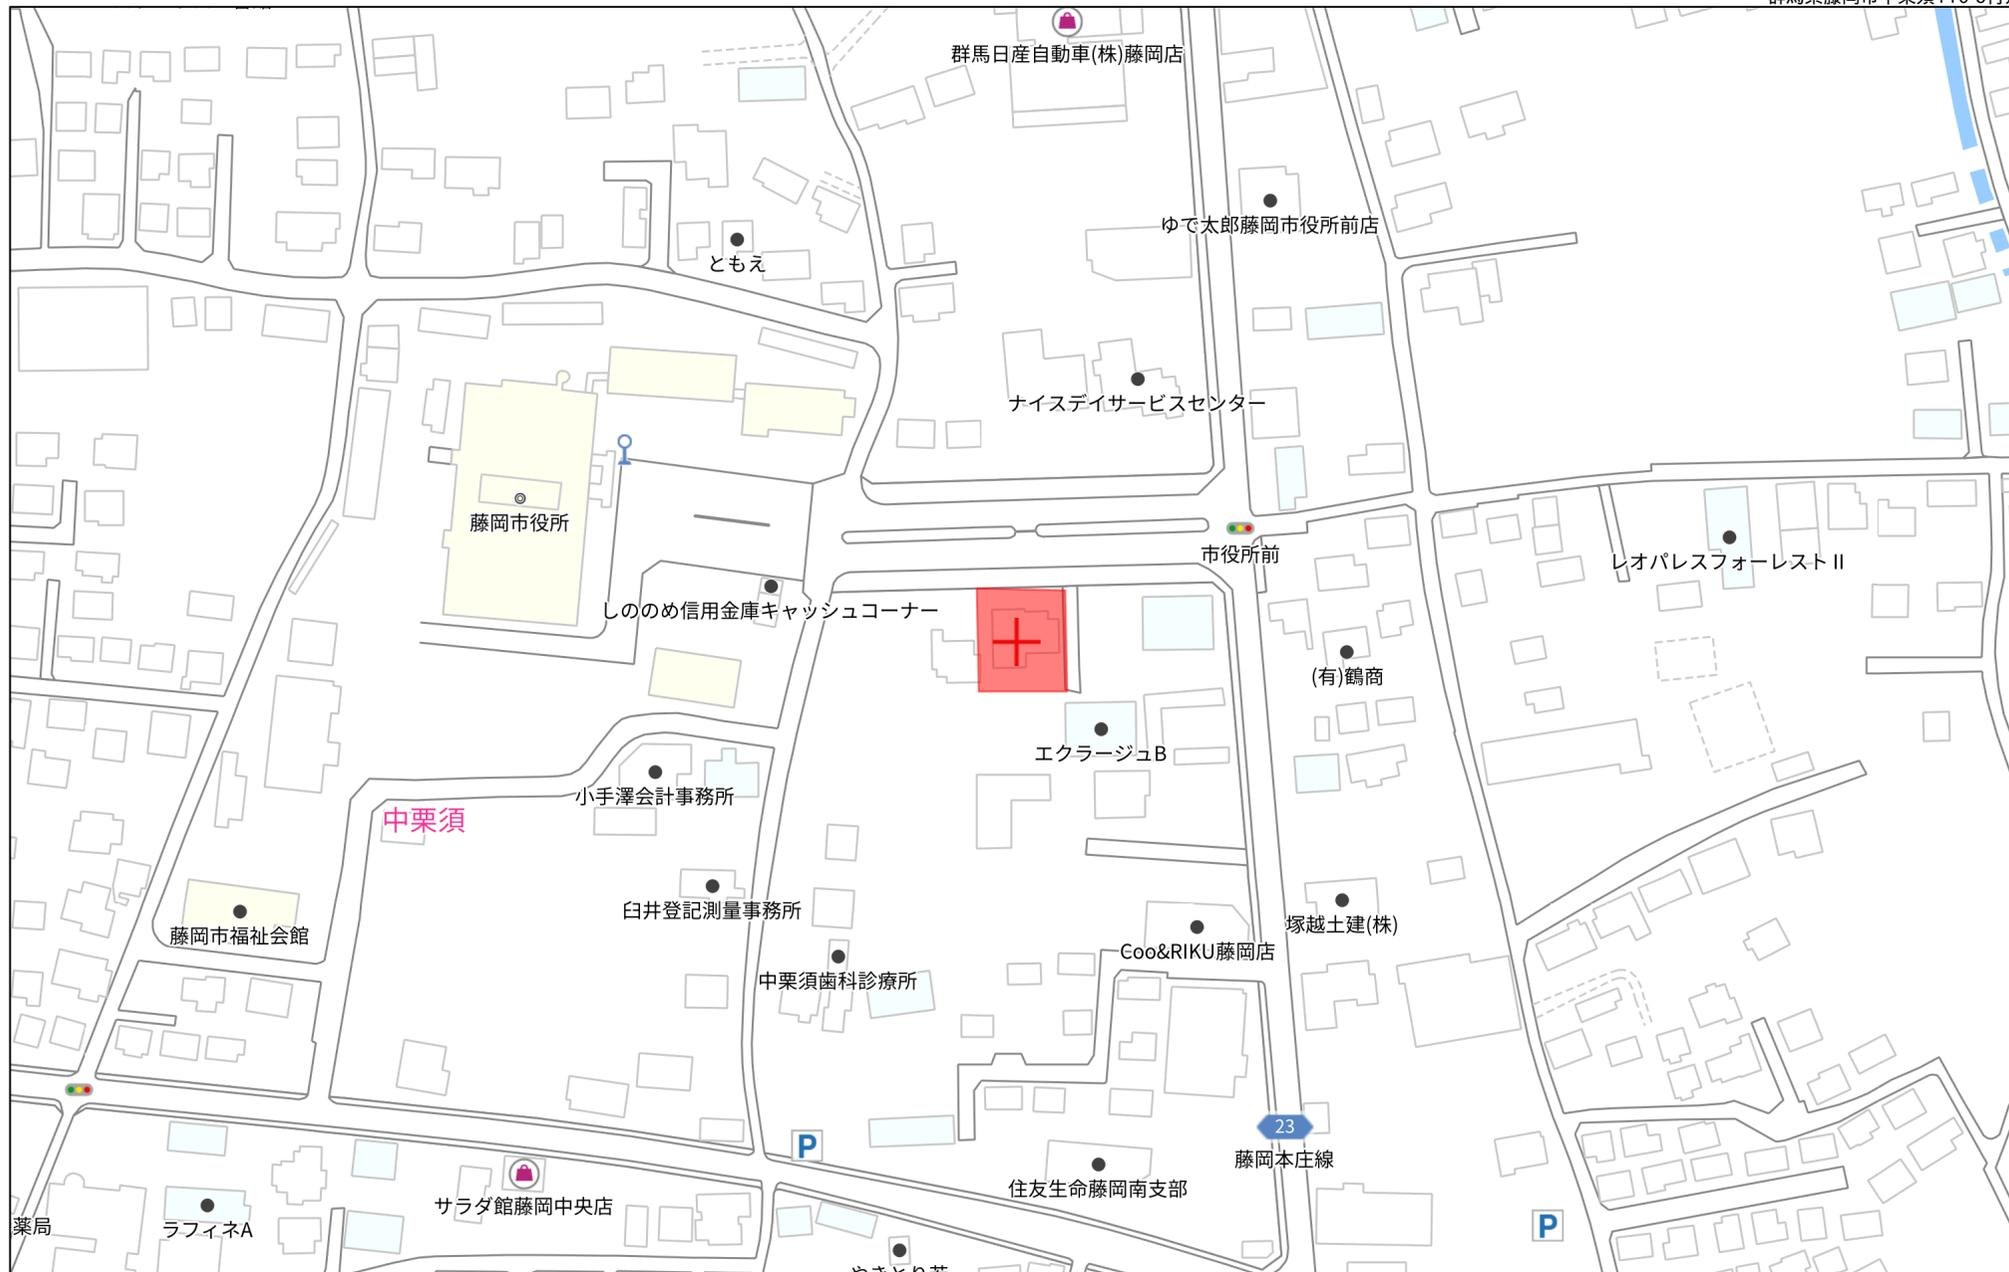 群馬日産自動車(株)藤岡店
ゆで太郎藤岡市役所前店
ともえ
ナイスデイサービスセンター
藤岡市役所
市役所前
レオパレスフォーレストⅡ
しののめ信用金庫キャッシュコーナー
(有)鶴商
エクラージュB
小手澤会計事務所
中栗須
臼井登記測量事務所
塚越土建(株)
藤岡市福祉会館
Coo&RIKU藤岡店
中栗須歯科診療所
23
P
藤岡本庄線
住友生命藤岡南支部
サラダ館藤岡中央店
薬局
ラフィネA
P